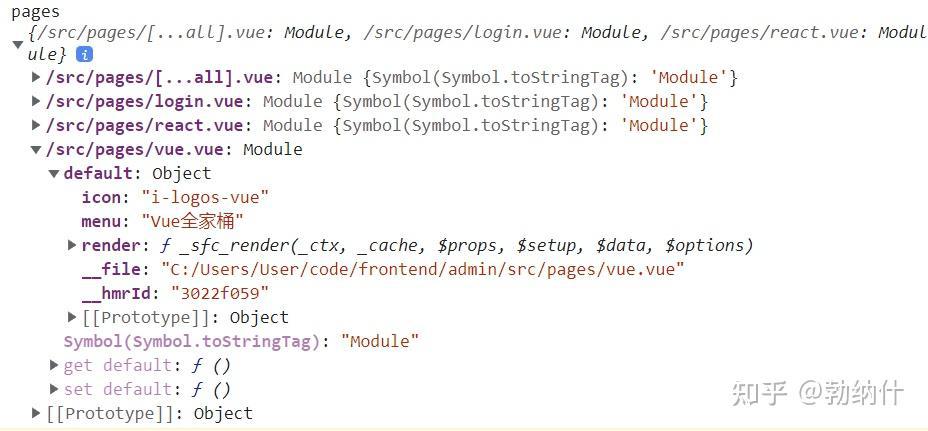 pages
{/src/pages/[...all].vue: Module, /src/pages/login.vue: Module, /src/pages/react.vue: Mod
ule} i
/src/pages/[...all].vue: Module {Symbol(Symbol.toStringTag): 'Module'}
/src/pages/login.vue: Module {Symbol(Symbol.toStringTag): 'Module'}
/src/pages/react.vue: Module {Symbol(Symbol.toStringTag): 'Module'}
/src/pages/vue.vue: Module
default: Object
icon: "i-logos-vue"
menu: "Vue全家桶"
render: ƒ _sfc_render(_ctx, _cache, $props, $setup, $data, $options)
__file: "C:/Users/User/code/frontend/admin/src/pages/vue.vue"
__hmrId: "3022f059"
[[Prototype]]: Object
Symbol(Symbol.toStringTag): "Module"
get default: ƒ ()
set default: ƒ ()
[[Prototype]]: Object
知乎 @勃纳什